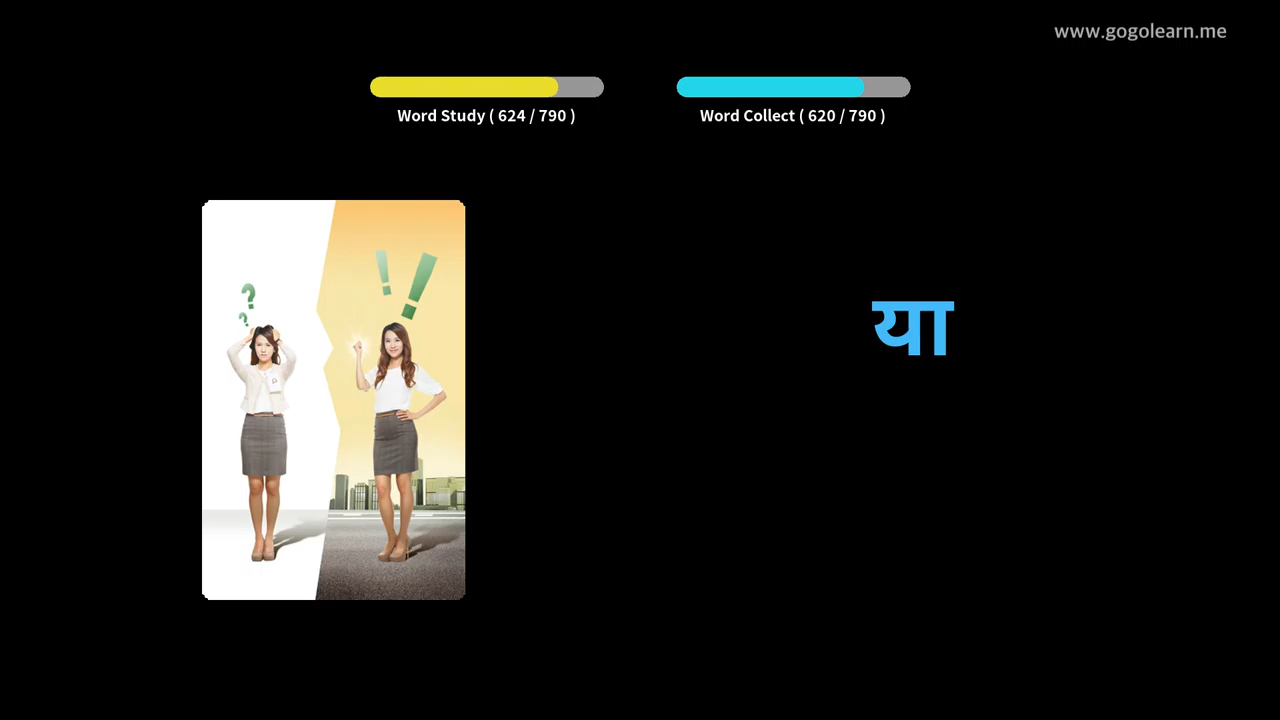 www.gogolearn.me
Word Study ( 624 / 790 )
Word Collect ( 620 / 790 )
? ?
! !
या